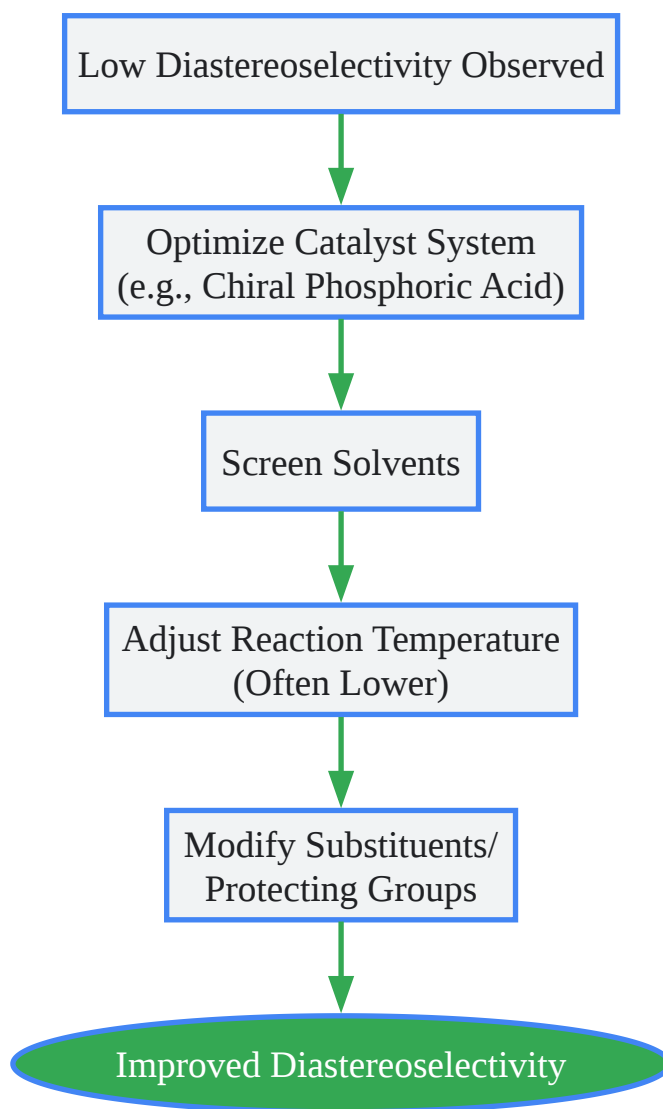 Low Diastereoselectivity Observed
Optimize Catalyst System
(e.g., Chiral Phosphoric Acid)
Screen Solvents
Adjust Reaction Temperature
(Often Lower)
Modify Substituents/
Protecting Groups
Improved Diastereoselectivity